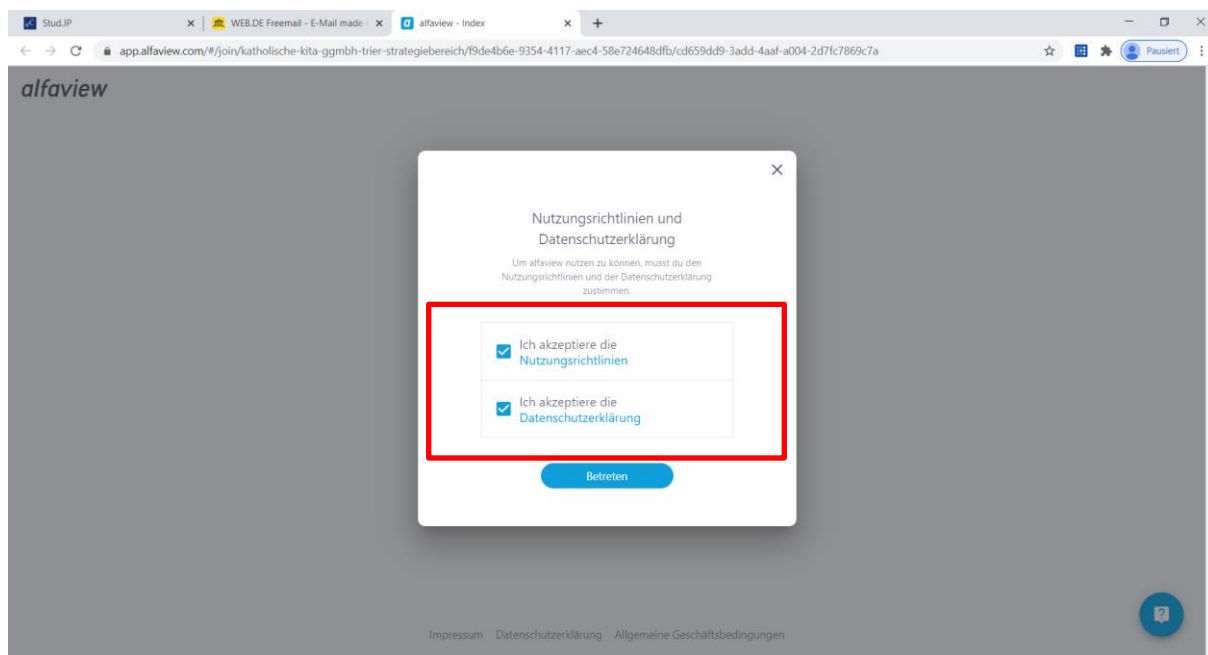 Stud.IP
WEB.DE Freemail - E-Mail made
alfaview - Index
app.alfaview.com/#/join/katholische-kita-ggmbh-trier-strategiebereich/f9de4b6e-9354-4117-aec4-58e724648dfb/cd659dd9-3add-4aaf-a004-2d7fc7869c7a
Pausiert
alfaview
Nutzungsrichtlinien und
Datenschutzerklärung
Um alfaview nutzen zu können, musst du den
Nutzungsrichtlinien und der Datenschutzerklärung
zustimmen.
Ich akzeptiere die
Nutzungsrichtlinien
Ich akzeptiere die
Datenschutzerklärung
Betreten
Impressum Datenschutzerklärung Allgemeine Geschäftsbedingungen